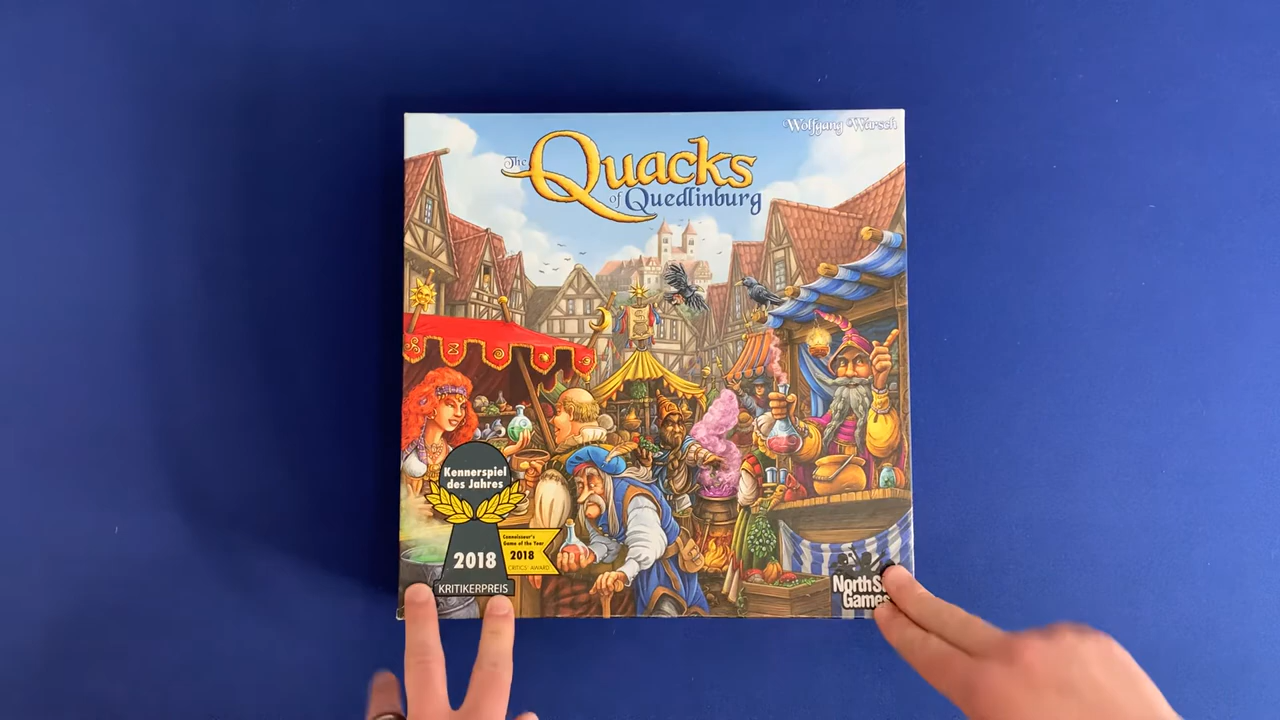 Wolfgang Warsch
The Quacks
of Quedlinburg
Kennerspiel
des Jahres
2018
KRITIKERPREIS
Connoisseur's
Game of the Year
2018
CRITICS' AWARD
North S
Games